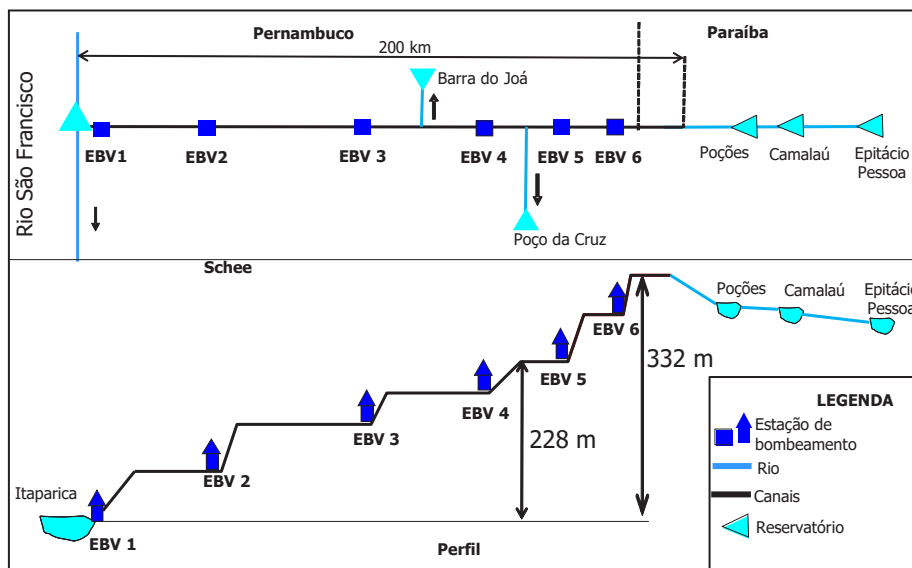 Pernambuco
Paraíba
200 km
Rio São Francisco
Barra do Joá
EBV1
EBV2
EBV 3
EBV 4
EBV 5
EBV 6
Poções
Camalaú
Epitácio
Pessoa
Poço da Cruz
Schee
Poções
Camalaú
Epitácio
Pessoa
EBV 6
332 m
EBV 5
EBV 4
228 m
EBV 3
EBV 2
Itaparica
EBV 1
Perfil
LEGENDA
Estação de
bombeamento
Rio
Canais
Reservatório